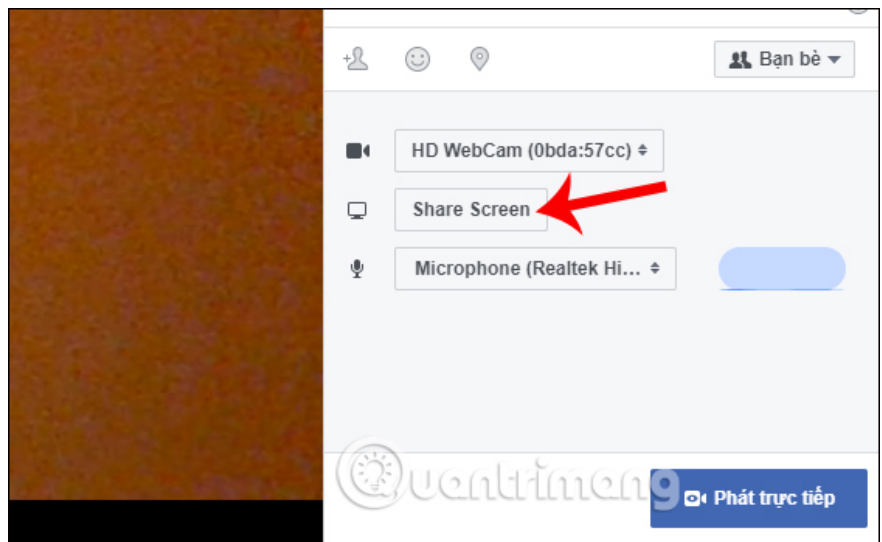 Bạn bè
HD WebCam (0bda:57cc)
Share Screen
Microphone (Realtek Hi...
Quantrimang
Phát trực tiếp